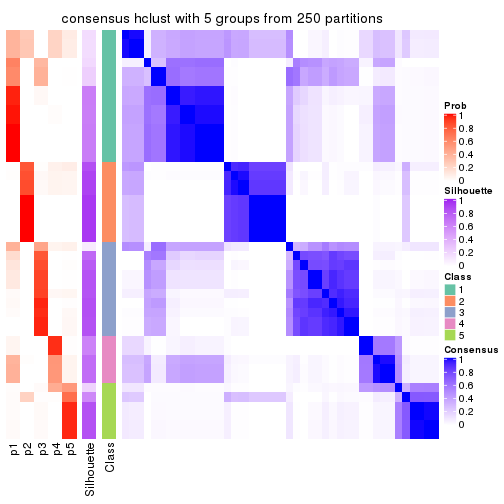 consensus hclust with 5 groups from 250 partitions
Prob
1
0.8
0.6
0.4
0.2
0
Silhouette
1
0.8
0.6
0.4
0.2
0
Class
1
2
3
4
5
Consensus
1
0.8
0.6
0.4
0.2
0
p1
p2
p3
p4
p5
Silhouette
Class